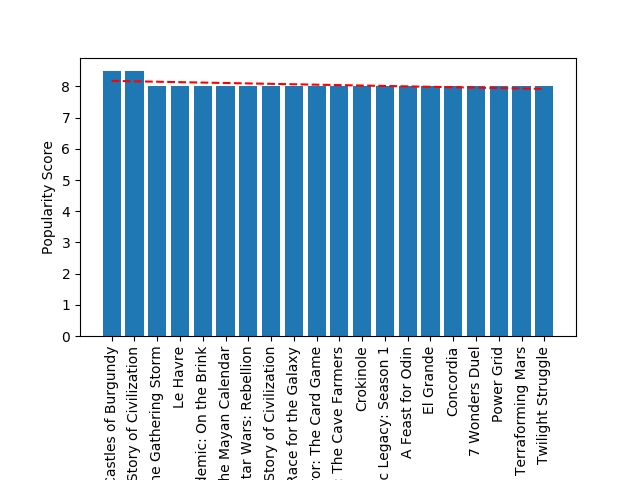 Popularity Score
8
7
6
5
4
3
2
1
0
Castles of Burgundy
Story of Civilization
he Gathering Storm
Le Havre
demic: On the Brink
he Mayan Calendar
tar Wars: Rebellion
Story of Civilization
Race for the Galaxy
ror: The Card Game
: The Cave Farmers
Crokinole
c Legacy: Season 1
A Feast for Odin
El Grande
Concordia
7 Wonders Duel
Power Grid
Terraforming Mars
Twilight Struggle